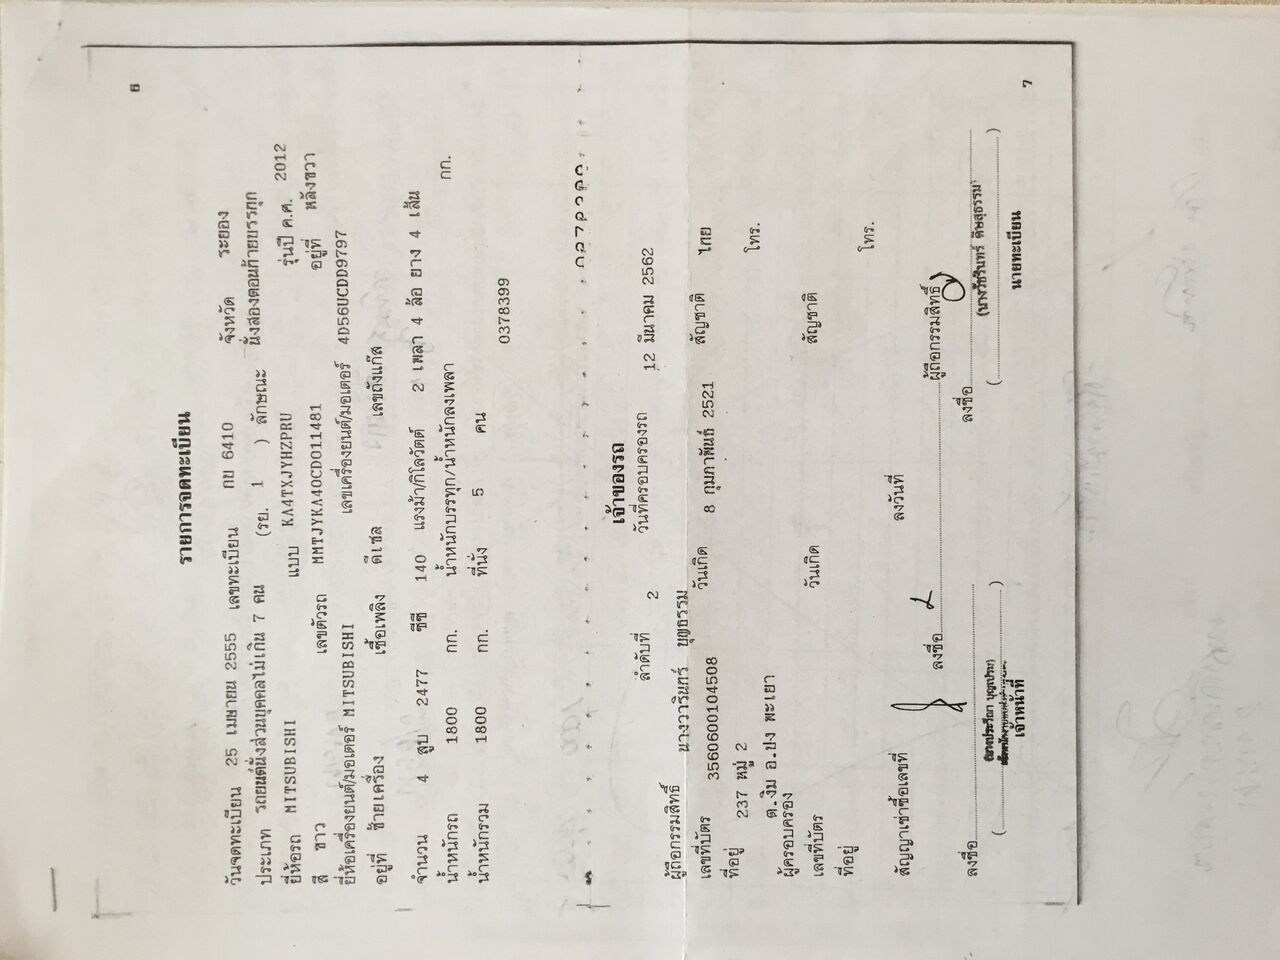 6
รายการจดทะเบียน
วันจดทะเบียน 25 เมษายน 2555 เลขทะเบียน กข 6410 จังหวัด ระยอง
ประเภท รถยนต์นั่งส่วนบุคคลไม่เกิน 7 คน (รย. 1 ) ลักษณะ นั่งสองตอนท้ายบรรทุก
ยี่ห้อรถ MITSUBISHI แบบ KA4TXJYHZPRU รุ่นปี ค.ศ. 2012
สี ขาว เลขตัวรถ MMTJYKA40CD011481 อยู่ที่ หลังขวา
ยี่ห้อเครื่องยนต์/มอเตอร์ MITSUBISHI เลขเครื่องยนต์/มอเตอร์ 4D56UCDD9797
อยู่ที่ ซ้ายเครื่อง เชื้อเพลิง ดีเซล เลขถังแก๊ส
จำนวน 4 สูบ 2477 ซีซี 140 แรงม้า/กิโลวัตต์ 2 เพลา 4 ล้อ ยาง 4 เส้น
น้ำหนักรถ 1800 กก. น้ำหนักบรรทุก/น้ำหนักลงเพลา กก.
น้ำหนักรวม 1800 กก. ที่นั่ง 5 คน
0378399
เจ้าของรถ
ลำดับที่ 2 วันที่ครอบครองรถ 12 มีนาคม 2562
ผู้ถือกรรมสิทธิ์ นางวารินทร์ บุญธรรม
เลขที่บัตร 3560600104508 วันเกิด 8 กุมภาพันธ์ 2521 สัญชาติ ไทย
ที่อยู่ 237 หมู่ 2 โทร.
ต.งิม อ.ปง พะเยา
ผู้ครอบครอง
เลขที่บัตร วันเกิด สัญชาติ
ที่อยู่ โทร.
สัญญาเช่าซื้อเลขที่ ลงวันที่
ลงชื่อ ผู้ถือกรรมสิทธิ์
ลงชื่อ ลงชื่อ
( ) ( )
เจ้าหน้าที่ นายทะเบียน
7